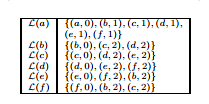 L(a) {(a, 0), (b, 1), (c, 1), (d, 1),
(e, 1), (f, 1)}
L(b) {(b, 0), (c, 2), (d, 2)}
L(c) {(c, 0), (d, 2), (e, 2)}
L(d) {(d, 0), (e, 2), (f, 2)}
L(e) {(e, 0), (f, 2), (b, 2)}
L(f) {(f, 0), (b, 2), (c, 2)}